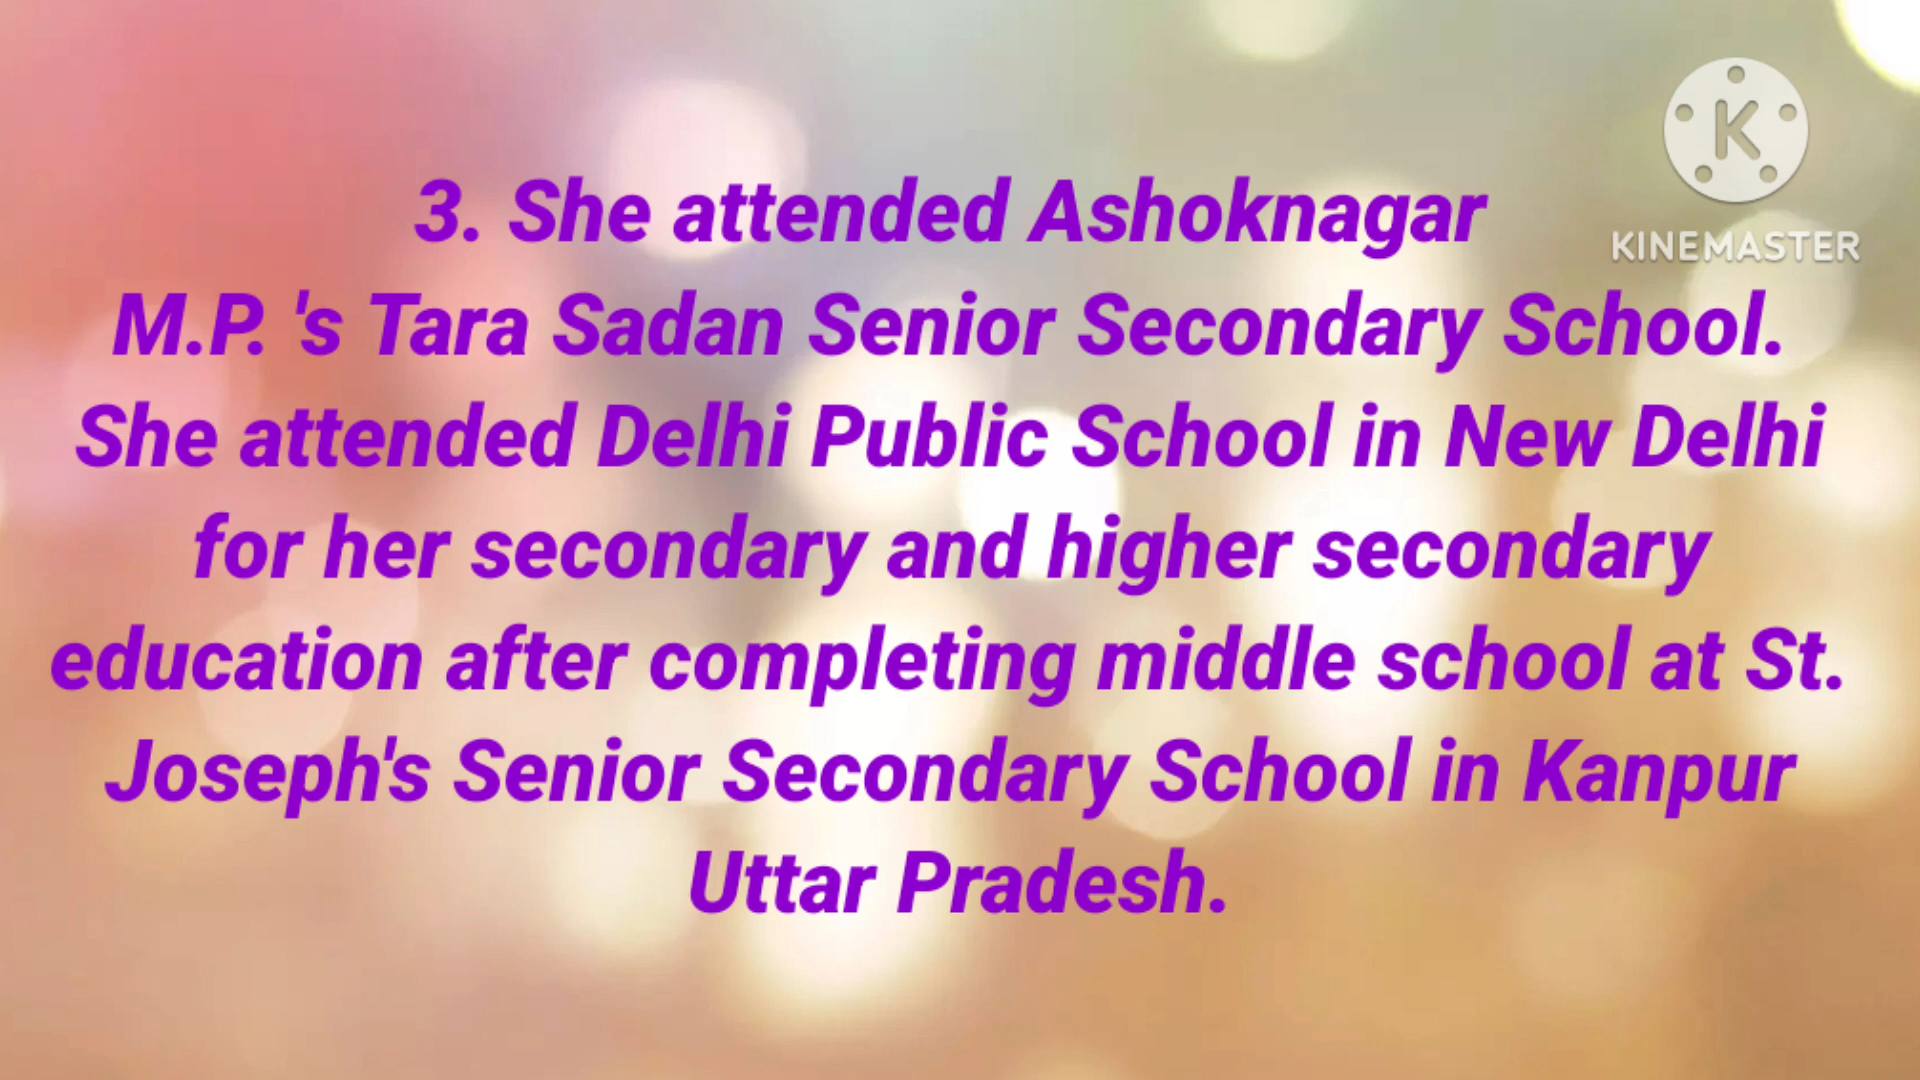 K
KINEMASTER
3. She attended Ashoknagar
M.P. 's Tara Sadan Senior Secondary School.
She attended Delhi Public School in New Delhi
for her secondary and higher secondary
education after completing middle school at St.
Joseph's Senior Secondary School in Kanpur
Uttar Pradesh.